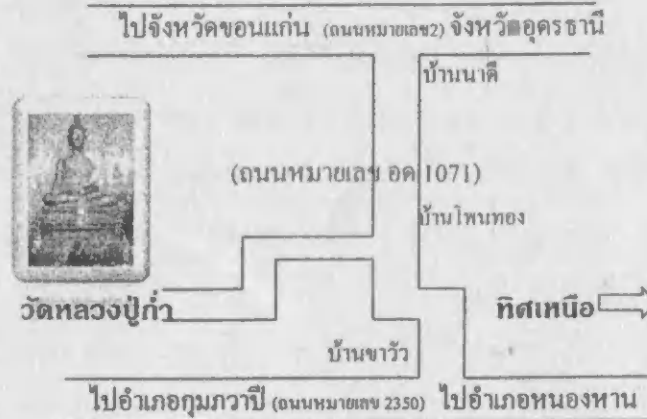 ไปจังหวัดขอนแก่น (ถนนหมายเลข2) จังหวัดอุดรธานี
บ้านนาดี
(ถนนหมายเลข อด 1071)
บ้านโพนทอง
วัดหลวงปู่ก่ำ
ทิศเหนือ
บ้านขาวัว
ไปอำเภอกุมภวาปี (ถนนหมายเลข 2350) ไปอำเภอหนองหาน